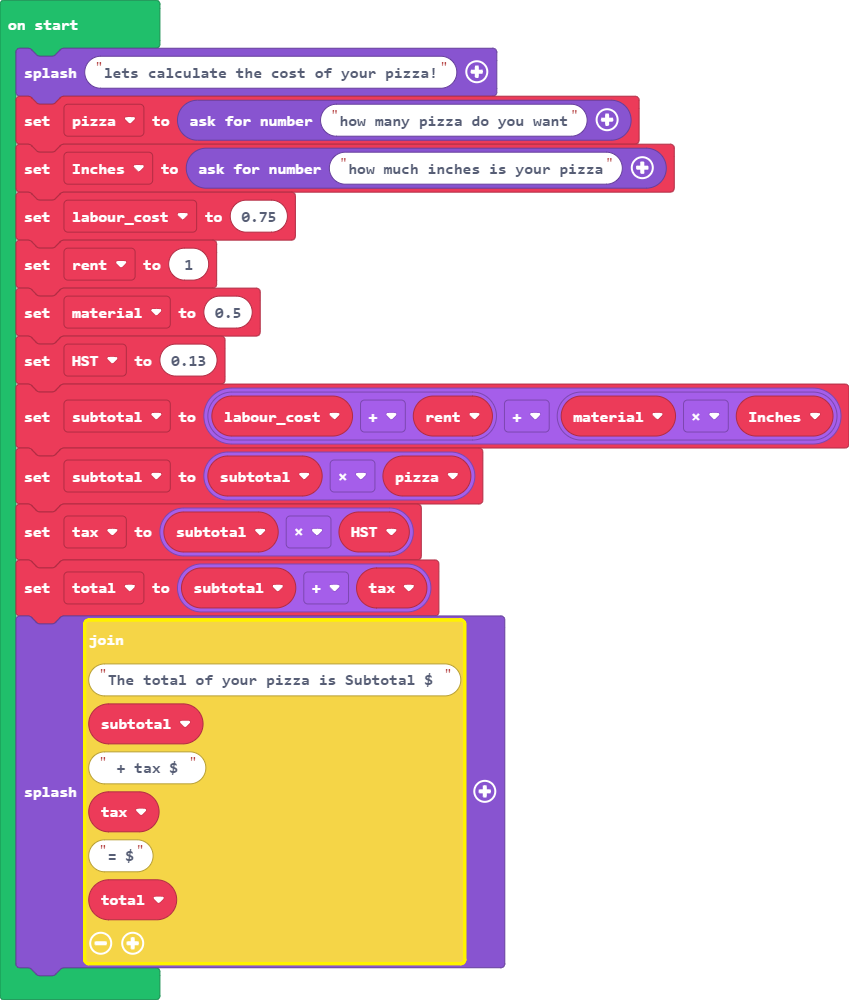 on start
splash "lets calculate the cost of your pizza!"
set pizza to ask for number "how many pizza do you want"
set Inches to ask for number "how much inches is your pizza"
set labour_cost to 0.75
set rent to 1
set material to 0.5
set HST to 0.13
set subtotal to labour_cost + rent + material × Inches
set subtotal to subtotal × pizza
set tax to subtotal × HST
set total to subtotal + tax
join
"The total of your pizza is Subtotal $ "
subtotal
" + tax $ "
splash
tax
"= $"
total